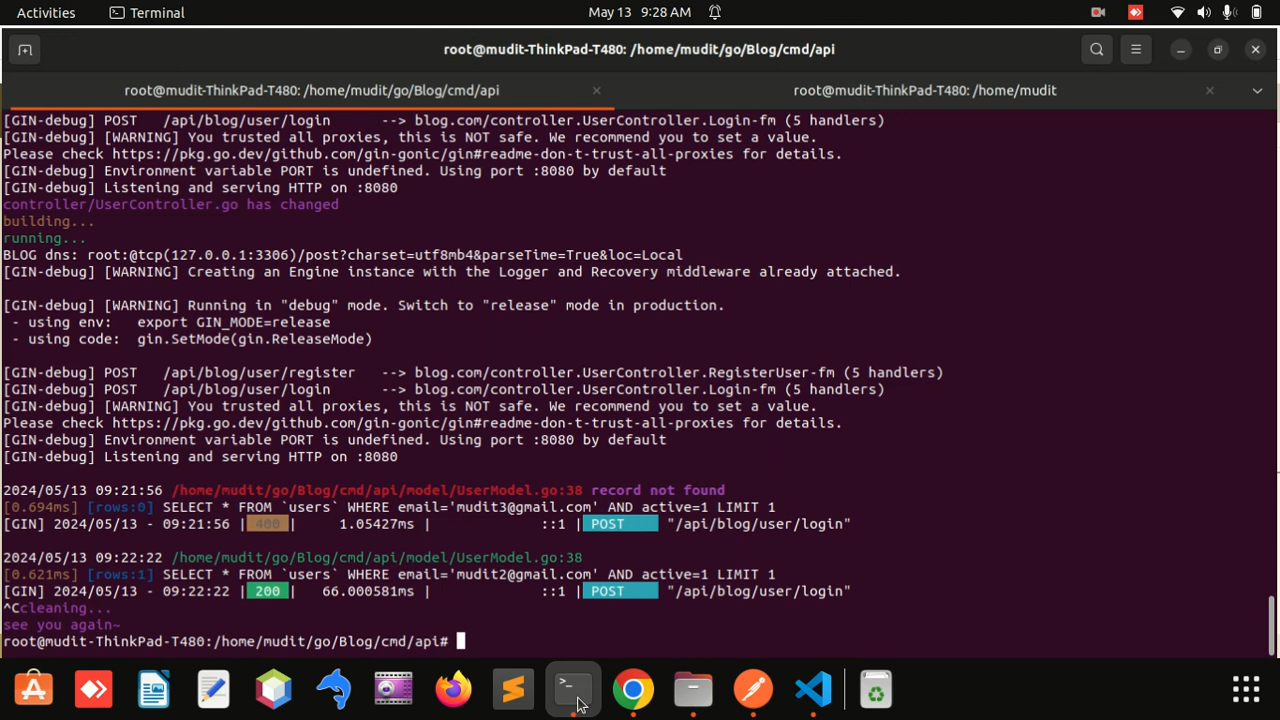 Activities
Terminal
May 13 9:28 AM
root@mudit-ThinkPad-T480: /home/mudit/go/Blog/cmd/api
root@mudit-ThinkPad-T480: /home/mudit/go/Blog/cmd/api
root@mudit-ThinkPad-T480: /home/mudit
[GIN-debug] POST   /api/blog/user/login      --> blog.com/controller.UserController.Login-fm (5 handlers)
[GIN-debug] [WARNING] You trusted all proxies, this is NOT safe. We recommend you to set a value.
Please check https://pkg.go.dev/github.com/gin-gonic/gin#readme-don-t-trust-all-proxies for details.
[GIN-debug] Environment variable PORT is undefined. Using port :8080 by default
[GIN-debug] Listening and serving HTTP on :8080
controller/UserController.go has changed
building...
running...
BLOG dns: root:@tcp(127.0.0.1:3306)/post?charset=utf8mb4&parseTime=True&loc=Local
[GIN-debug] [WARNING] Creating an Engine instance with the Logger and Recovery middleware already attached.
[GIN-debug] [WARNING] Running in "debug" mode. Switch to "release" mode in production.
- using env:   export GIN_MODE=release
- using code:  gin.SetMode(gin.ReleaseMode)
[GIN-debug] POST   /api/blog/user/register   --> blog.com/controller.UserController.RegisterUser-fm (5 handlers)
[GIN-debug] POST   /api/blog/user/login      --> blog.com/controller.UserController.Login-fm (5 handlers)
[GIN-debug] [WARNING] You trusted all proxies, this is NOT safe. We recommend you to set a value.
Please check https://pkg.go.dev/github.com/gin-gonic/gin#readme-don-t-trust-all-proxies for details.
[GIN-debug] Environment variable PORT is undefined. Using port :8080 by default
[GIN-debug] Listening and serving HTTP on :8080
2024/05/13 09:21:56 /home/mudit/go/Blog/cmd/api/model/UserModel.go:38 record not found
[0.694ms] [rows:0] SELECT * FROM `users` WHERE email='mudit3@gmail.com' AND active=1 LIMIT 1
[GIN] 2024/05/13 - 09:21:56 | 400 |     1.05427ms |             ::1 | POST     "/api/blog/user/login"
2024/05/13 09:22:22 /home/mudit/go/Blog/cmd/api/model/UserModel.go:38
[0.621ms] [rows:1] SELECT * FROM `users` WHERE email='mudit2@gmail.com' AND active=1 LIMIT 1
[GIN] 2024/05/13 - 09:22:22 | 200 |   66.000581ms |             ::1 | POST     "/api/blog/user/login"
^Ccleaning...
see you again~
root@mudit-ThinkPad-T480:/home/mudit/go/Blog/cmd/api#